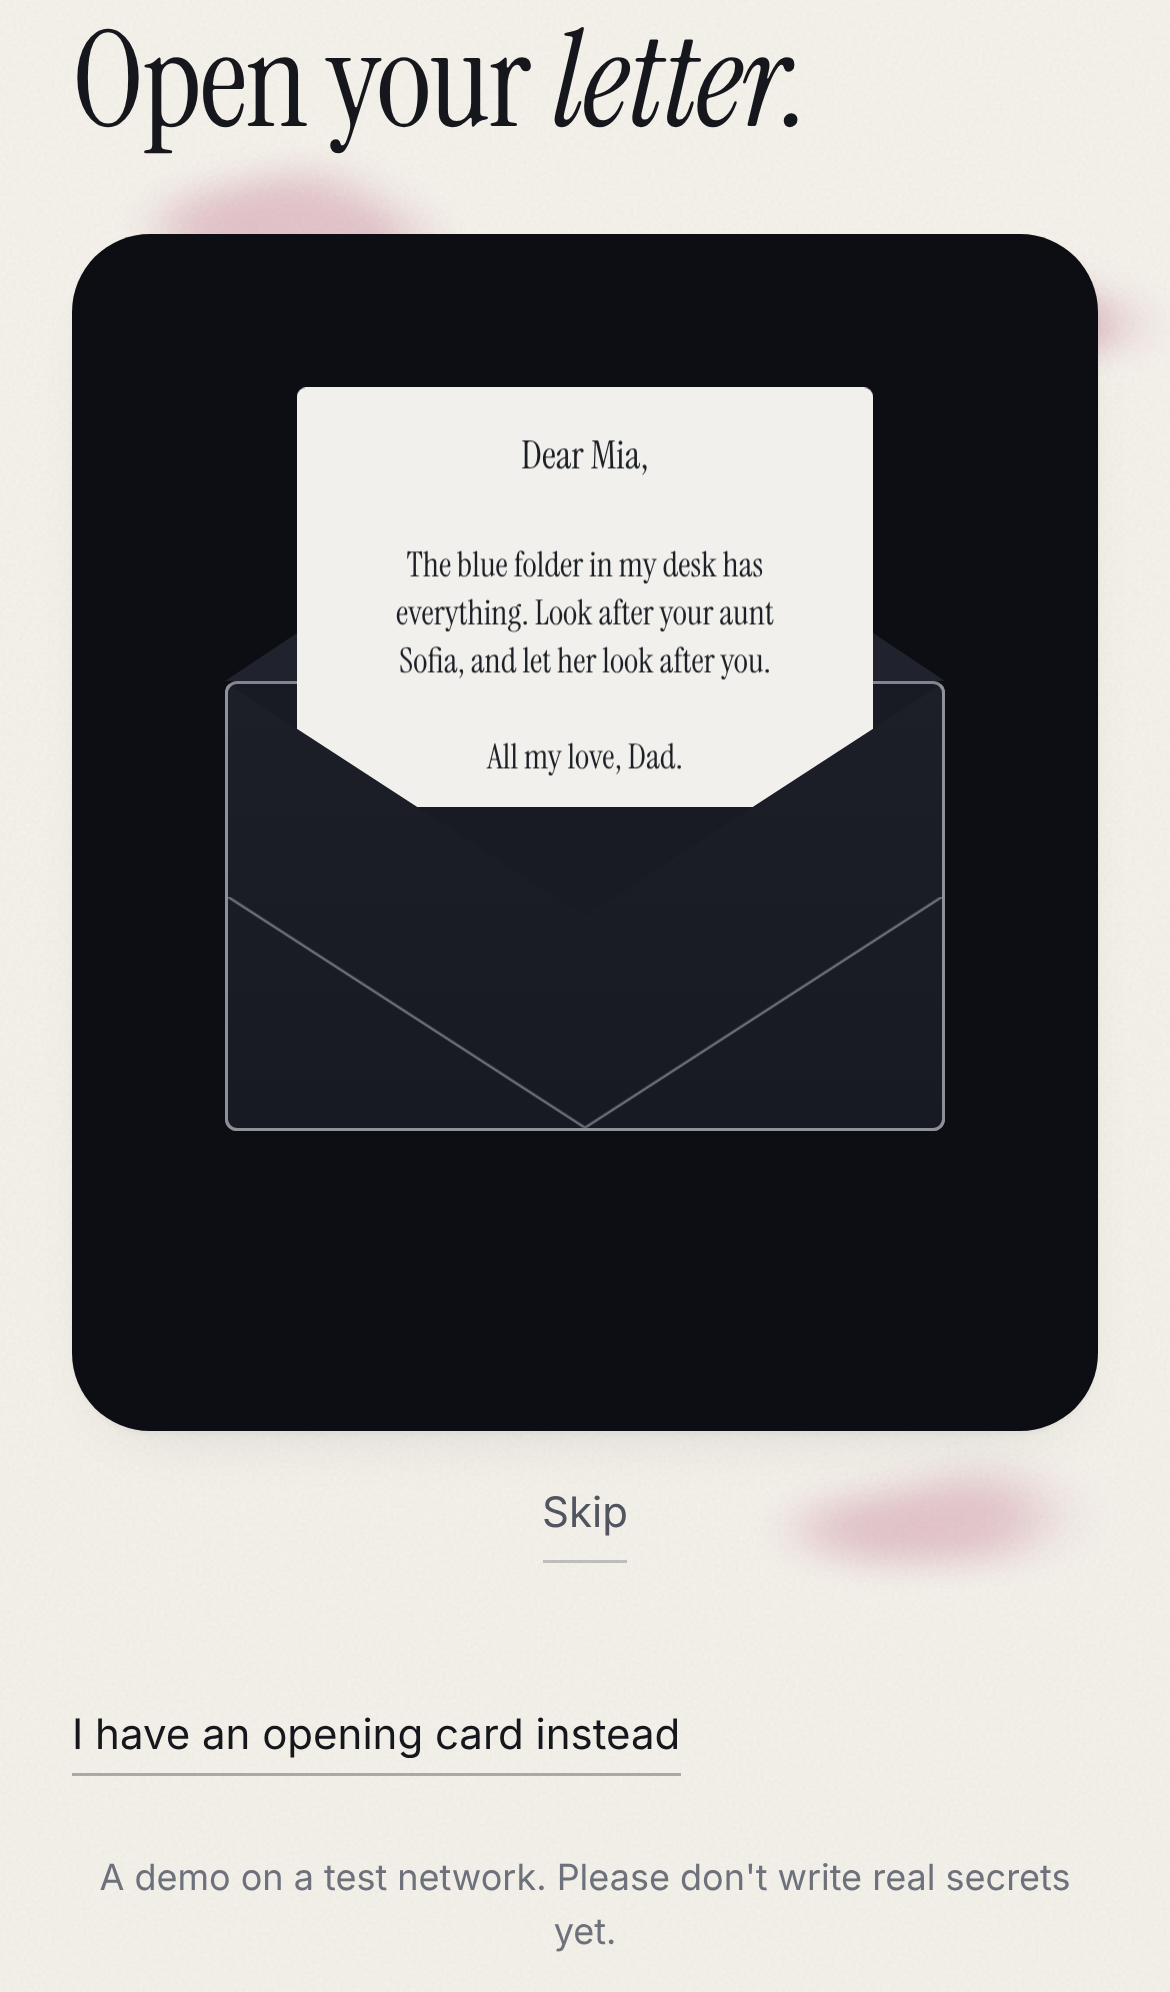 Open your letter.
Dear Mia,
The blue folder in my desk has
everything. Look after your aunt
Sofia, and let her look after you.
All my love, Dad.
Skip
I have an opening card instead
A demo on a test network. Please don't write real secrets
yet.